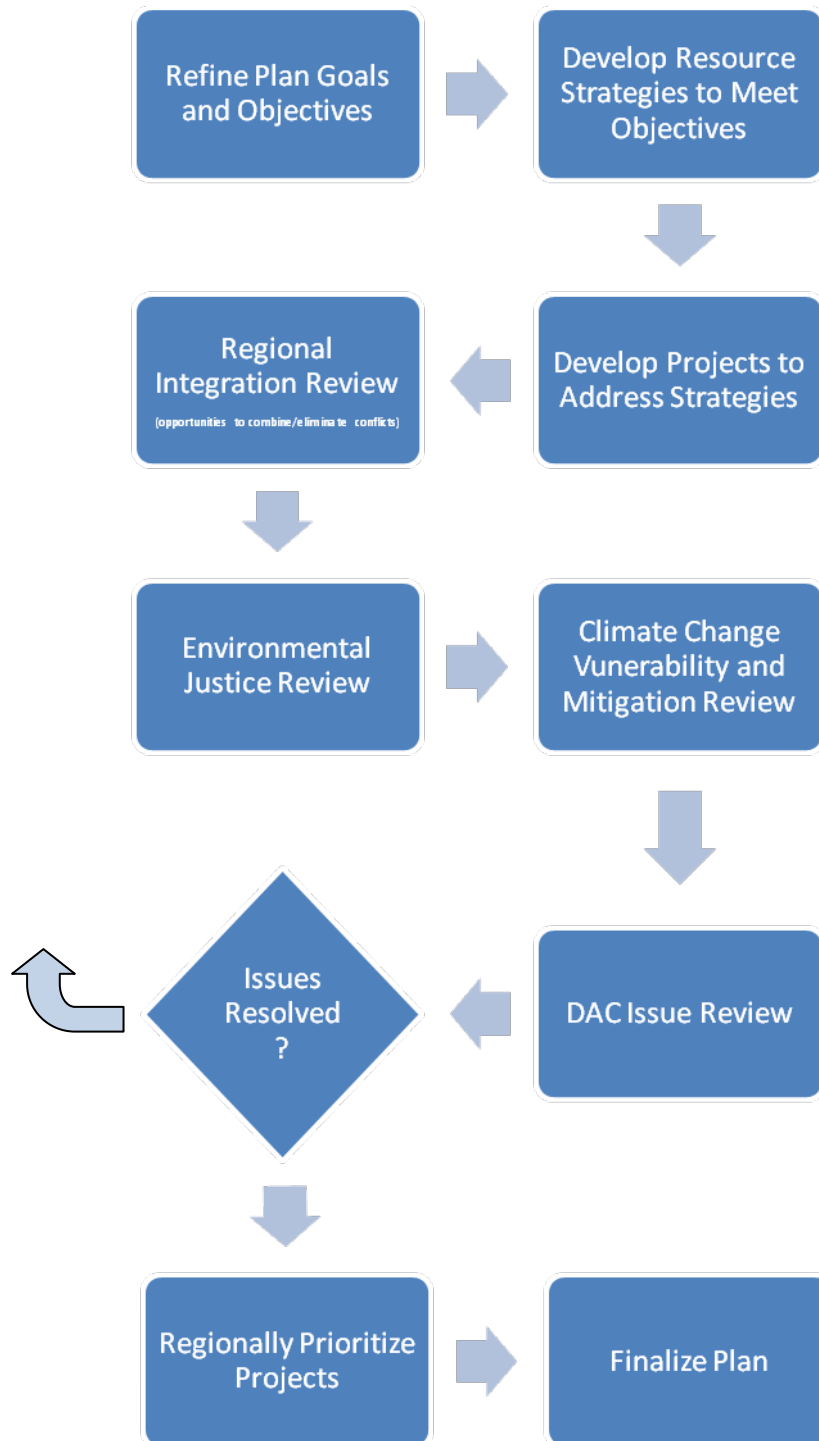 Refine Plan Goals
and Objectives
Develop Resource
Strategies to Meet
Objectives
Develop Projects to
Address Strategies
Regional
Integration Review
(opportunities to combine/eliminate conflicts)
Environmental
Justice Review
Climate Change
Vunerability and
Mitigation Review
DAC Issue Review
Issues
Resolved
?
Regionally Prioritize
Projects
Finalize Plan